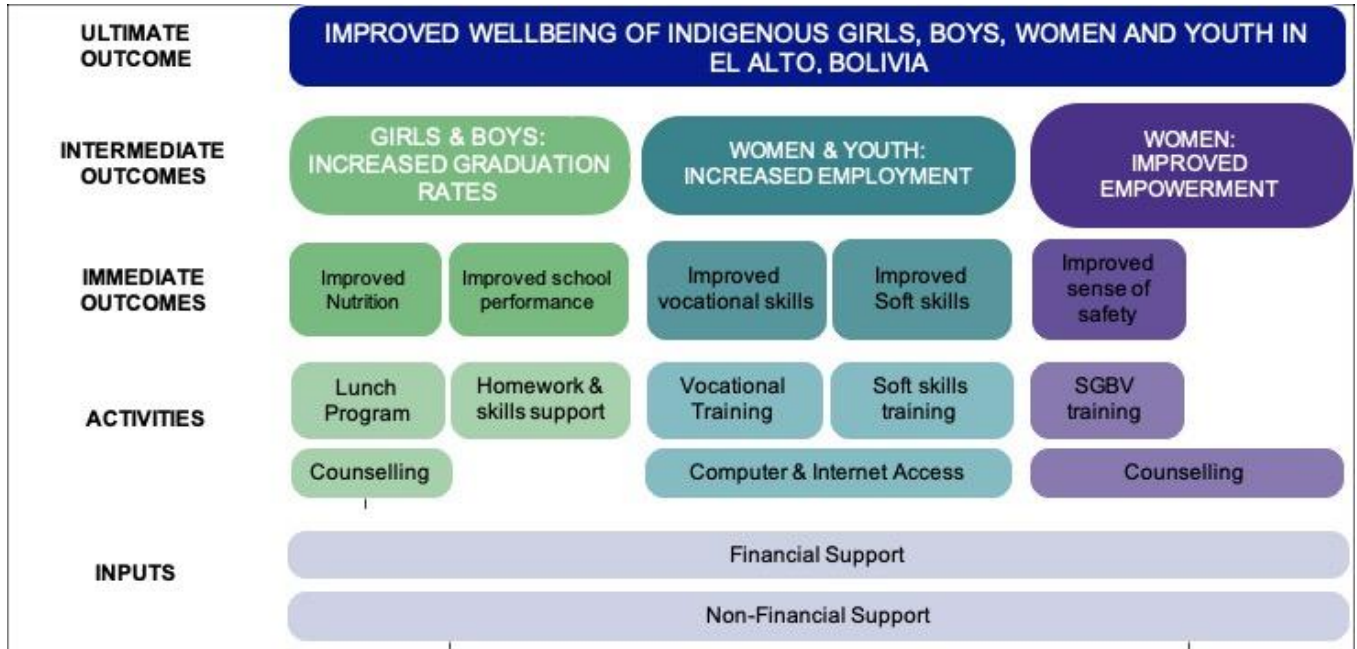 ULTIMATE
OUTCOME
IMPROVED WELLBEING OF INDIGENOUS GIRLS, BOYS, WOMEN AND YOUTH IN
EL ALTO, BOLIVIA
INTERMEDIATE
OUTCOMES
GIRLS & BOYS:
INCREASED GRADUATION
RATES
WOMEN & YOUTH:
INCREASED EMPLOYMENT
WOMEN:
IMPROVED
EMPOWERMENT
IMMEDIATE
OUTCOMES
Improved
Nutrition
Improved school
performance
Improved
vocational skills
Improved
Soft skills
Improved
sense of
safety
ACTIVITIES
Lunch
Program
Homework &
skills support
Vocational
Training
Soft skills
training
SGBV
training
Counselling
Computer & Internet Access
Counselling
INPUTS
Financial Support
Non-Financial Support